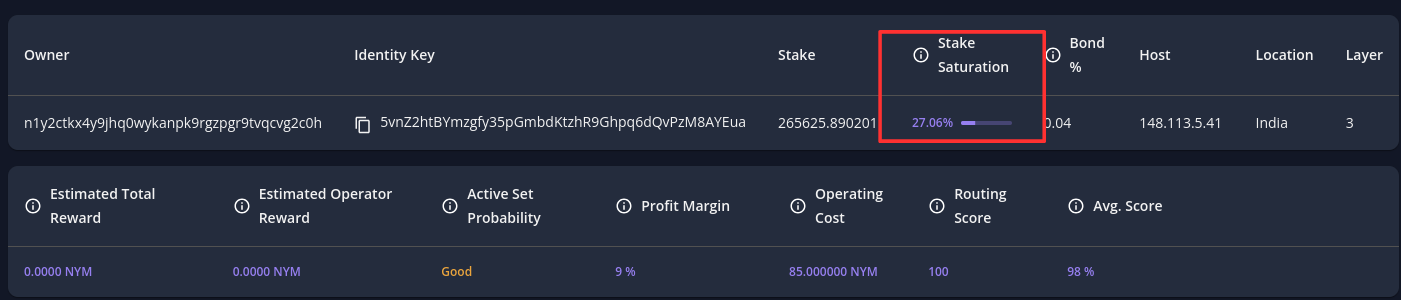 Owner Identity Key Stake Stake Saturation Bond % Host Location Layer
n1y2ctkx4y9jhq0wykanpk9rgzpgr9tvqcvg2c0h 5vnZ2htBYmzgfy35pGmbdKtzhR9Ghpq6dQvPzM8AYEua 265625.890201 27.06% 0.04 148.113.5.41 India 3
Estimated Total Reward Estimated Operator Reward Active Set Probability Profit Margin Operating Cost Routing Score Avg. Score
0.0000 NYM 0.0000 NYM Good 9 % 85.000000 NYM 100 98 %